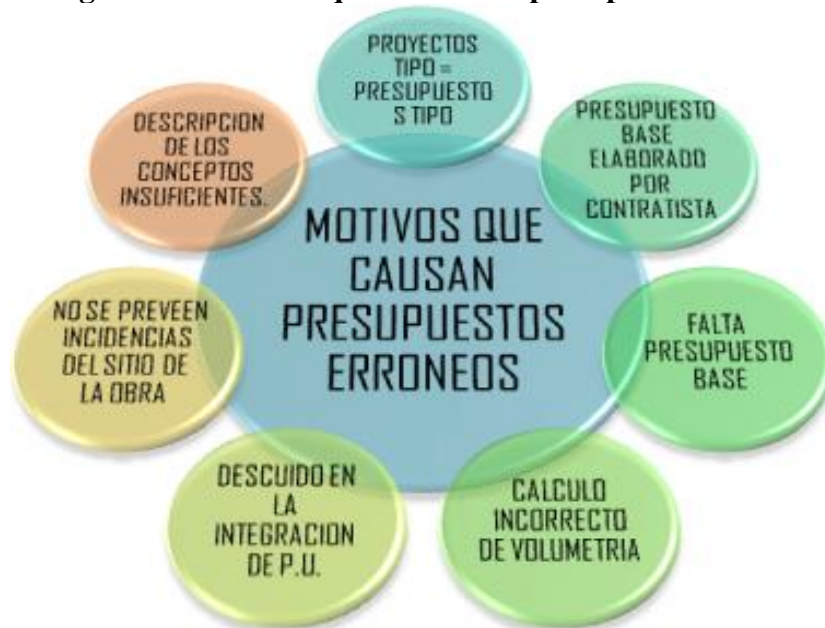 MOTIVOS QUE
CAUSAN
PRESUPUESTOS
ERRONEOS
PROYECTOS
TIPO =
PRESUPUESTO
S TIPO
PRESUPUESTO
BASE
ELABORADO
POR
CONTRATISTA
FALTA
PRESUPUESTO
BASE
CALCULO
INCORRECTO
DE VOLUMETRIA
DESCUIDO EN
LA
INTEGRACION
DE P.U.
NO SE PREVEEN
INCIDENCIAS
DEL SITIO DE
LA OBRA
DESCRIPCION
DE LOS
CONCEPTOS
INSUFICIENTES.